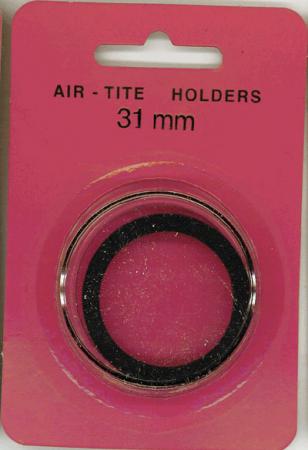 AIR - TITE HOLDERS
31 mm